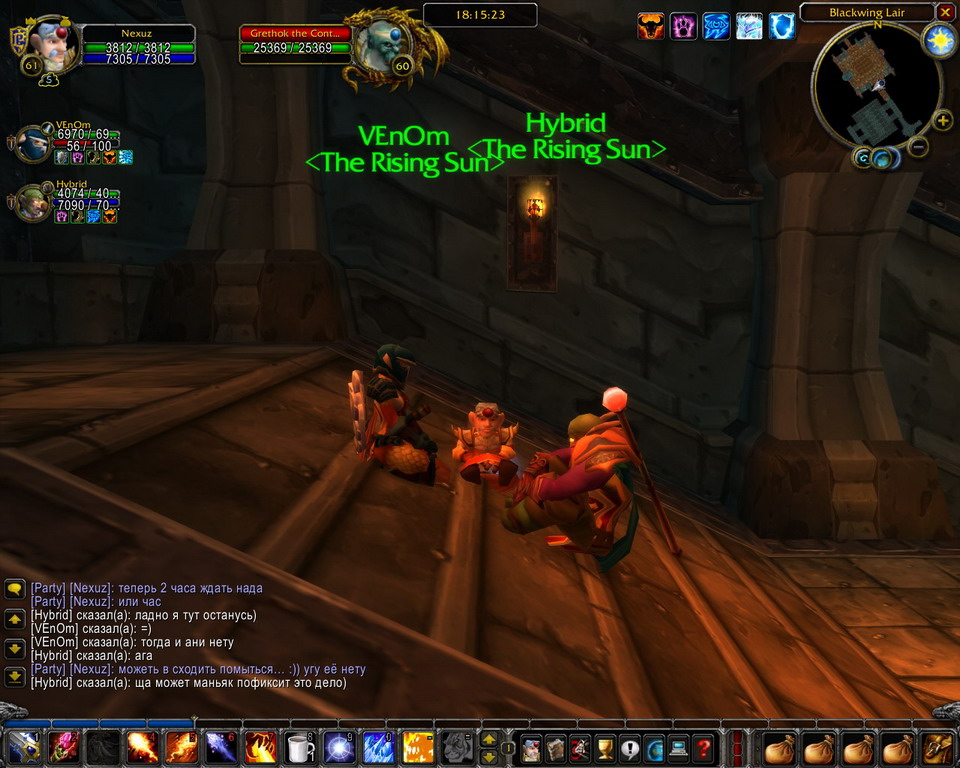 18:15:23
Blackwing Lair
N
Nexuz
3812 / 3812
7305 / 7305
61
5
Grethok the Cont...
25369 / 25369
60
VEnOm
6970 / 69...
56 / 100
Hybrid
4074 / 40...
7090 / 70...
VEnOm
<The Rising Sun>
Hybrid
<The Rising Sun>
[Party] [Nexuz]: теперь 2 часа ждать нада
[Party] [Nexuz]: или час
[Hybrid] сказал(а): ладно я тут останусь)
[VEnOm] сказал(а): =)
[VEnOm] сказал(а): тогда и ани нету
[Hybrid] сказал(а): ага
[Party] [Nexuz]: можеть в сходить помыться... :)) угу её нету
[Hybrid] сказал(а): ща может маньяк пофиксит это дело)